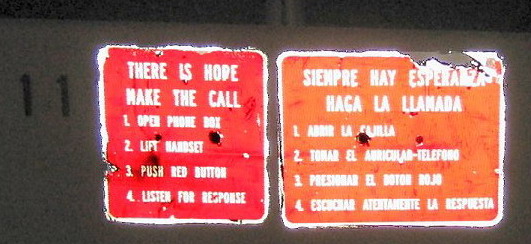 11
THERE IS HOPE
MAKE THE CALL
1. OPEN PHONE BOX
2. LIFT HANDSET
3. PUSH RED BUTTON
4. LISTEN FOR RESPONSE
SIEMPRE HAY ESPERANZA
HAGA LA LLAMADA
1. ABRIR LA
2. TOMAR EL AURICULAR-TELEFONO
3. PRESIONAR EL BOTON ROJO
4. ESCUCHAR ATENTAMENTE LA RESPUESTA